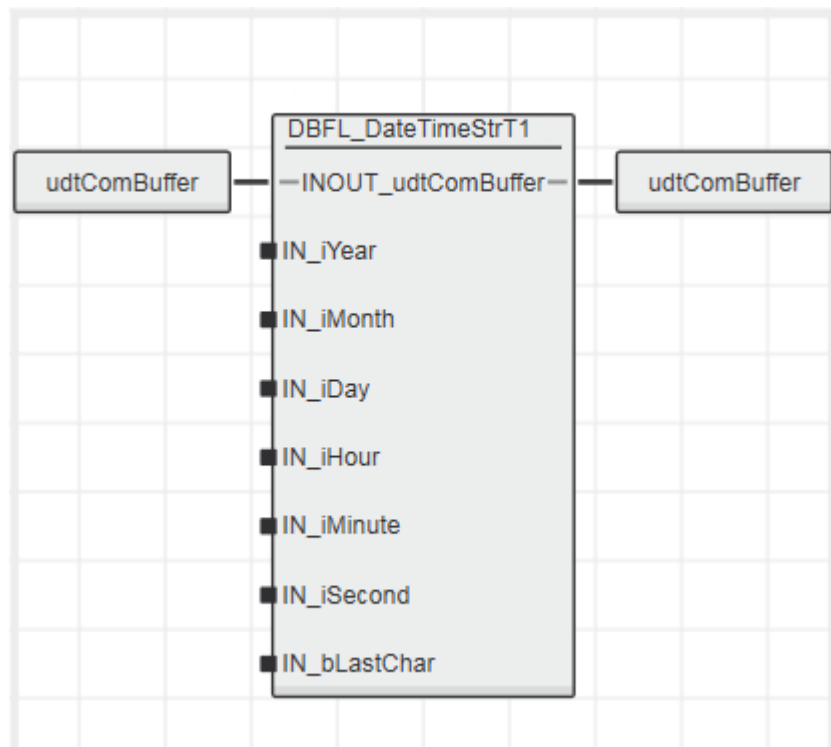 DBFL_DateTimeStrT1
udtComBuffer INOUT_udtComBuffer udtComBuffer
IN_iYear
IN_iMonth
IN_iDay
IN_iHour
IN_iMinute
IN_iSecond
IN_bLastChar